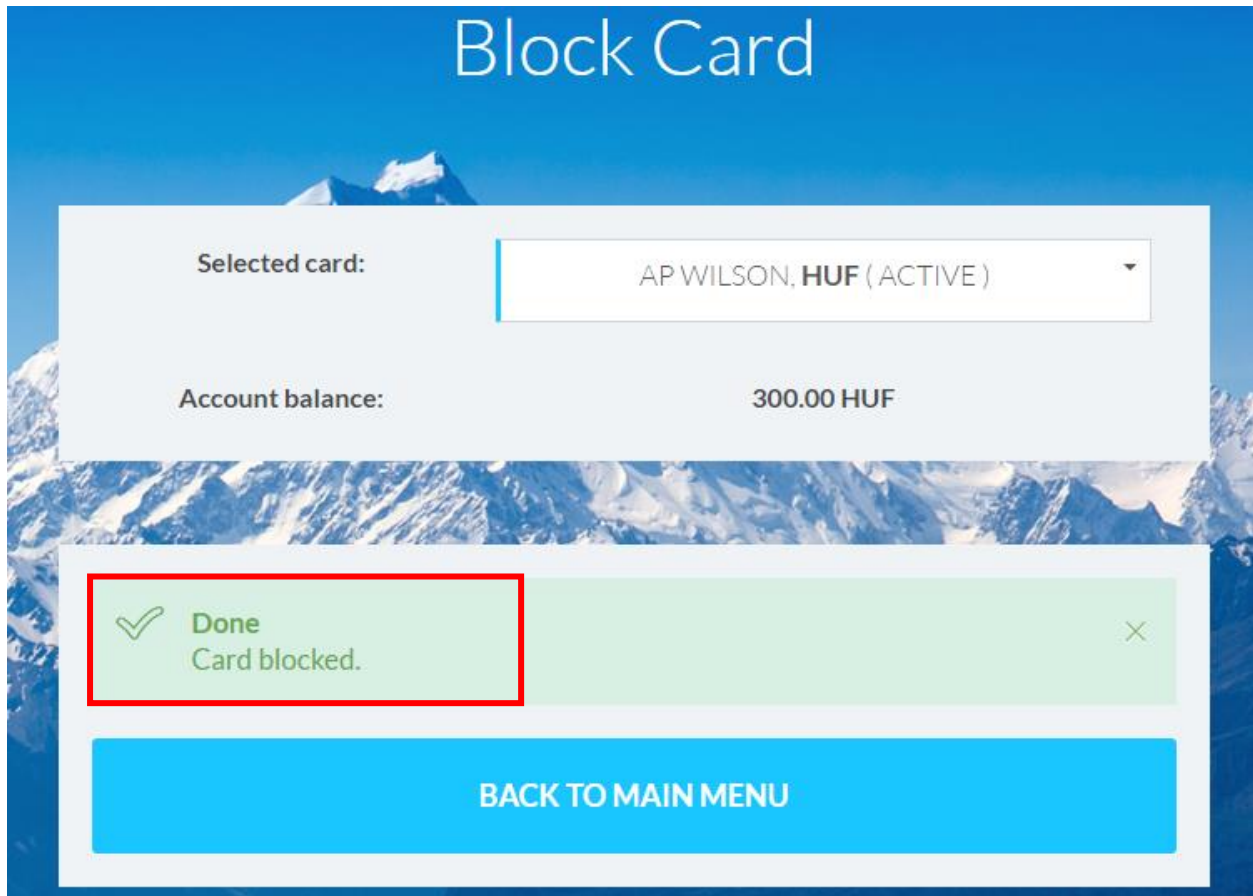 Block Card
Selected card:
AP WILSON, HUF ( ACTIVE )
Account balance:
300.00 HUF
Done
Card blocked.
BACK TO MAIN MENU